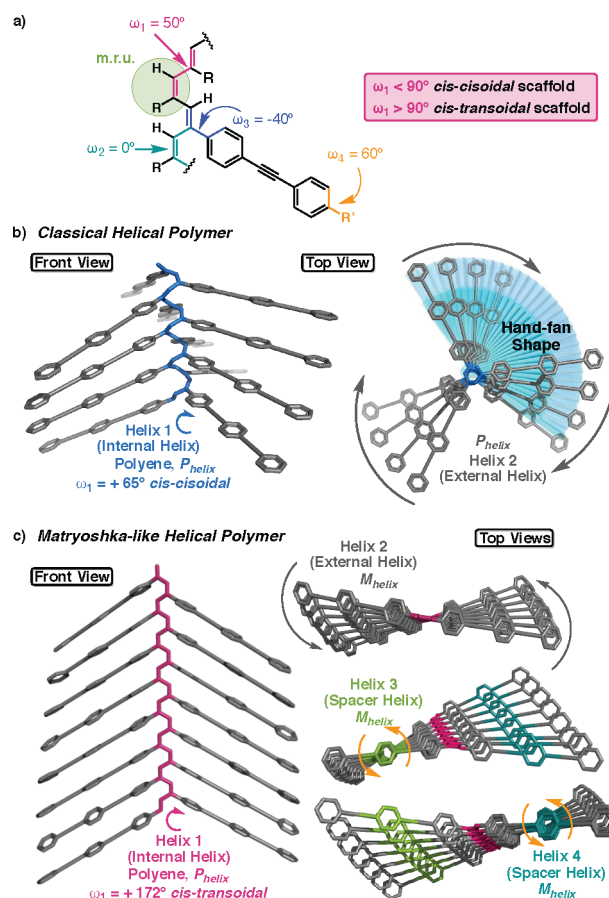 a)
ω₁ = 50º
m.r.u.
H
R
R
H
H
ω₂ = 0º
R
ω₃ = -40º
ω₄ = 60º
R'
ω₁ < 90º cis-cisoidal scaffold
ω₁ > 90º cis-transoidal scaffold
b) Classical Helical Polymer
Front View
Top View
Hand-fan
Shape
Helix 1
(Internal Helix)
Polyene, Phelix
ω₁ = + 65º cis-cisoidal
Phelix
Helix 2
(External Helix)
c) Matryoshka-like Helical Polymer
Front View
Top Views
Helix 2
(External Helix)
Mhelix
Helix 3
(Spacer Helix)
Mhelix
Helix 1
(Internal Helix)
Polyene, Phelix
ω₁ = + 172º cis-transoidal
Helix 4
(Spacer Helix)
Mhelix